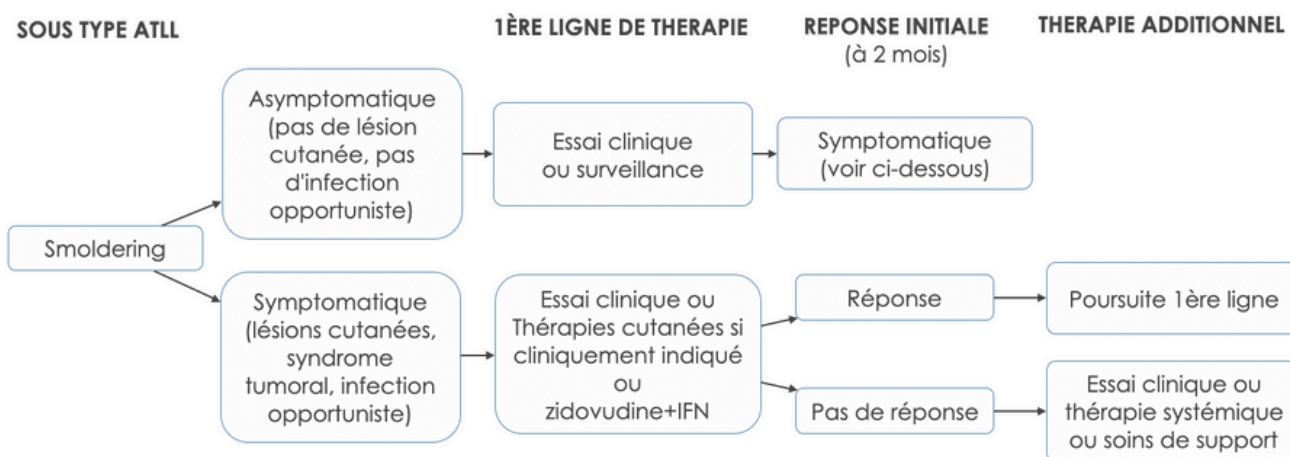 SOUS TYPE ATLL
1ÈRE LIGNE DE THERAPIE
REPONSE INITIALE
(à 2 mois)
THERAPIE ADDITIONNEL
Smoldering
Asymptomatique
(pas de lésion
cutanée, pas
d'infection
opportuniste)
Essai clinique
ou surveillance
Symptomatique
(voir ci-dessous)
Symptomatique
(lésions cutanées,
syndrome
tumoral, infection
opportuniste)
Essai clinique ou
Thérapies cutanées si
cliniquement indiqué
ou
zidovudine+IFN
Réponse
Poursuite 1ère ligne
Pas de réponse
Essai clinique ou
thérapie systémique
ou soins de support